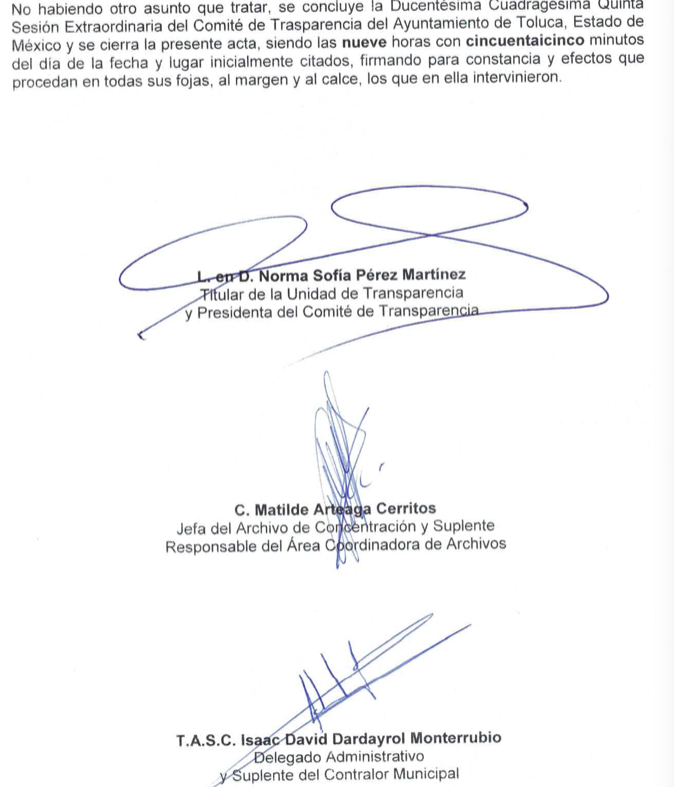 No habiendo otro asunto que tratar, se concluye la Ducentésima Cuadragésima Quinta
Sesión Extraordinaria del Comité de Trasparencia del Ayuntamiento de Toluca, Estado de
México y se cierra la presente acta, siendo las nueve horas con cincuentaicinco minutos
del día de la fecha y lugar inicialmente citados, firmando para constancia y efectos que
procedan en todas sus fojas, al margen y al calce, los que en ella intervinieron.
L. en D. Norma Sofía Pérez Martínez
Titular de la Unidad de Transparencia
y Presidenta del Comité de Transparencia
C. Matilde Arteaga Cerritos
Jefa del Archivo de Concentración y Suplente
Responsable del Área Coordinadora de Archivos
T.A.S.C. Isaac David Dardayrol Monterrubio
Delegado Administrativo
y Suplente del Contralor Municipal